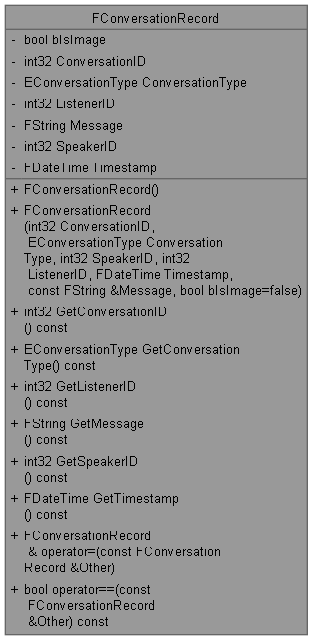 FConversationRecord
- bool bIsImage
- int32 ConversationID
- EConversationType ConversationType
- int32 ListenerID
- FString Message
- int32 SpeakerID
- FDateTime Timestamp
+ FConversationRecord()
+ FConversationRecord
(int32 ConversationID,
EConversationType Conversation
Type, int32 SpeakerID, int32
ListenerID, FDateTime Timestamp,
const FString &Message, bool bIsImage=false)
+ int32 GetConversationID
() const
+ EConversationType GetConversation
Type() const
+ int32 GetListenerID
() const
+ FString GetMessage
() const
+ int32 GetSpeakerID
() const
+ FDateTime GetTimestamp
() const
+ FConversationRecord
& operator=(const FConversation
Record &Other)
+ bool operator==(const
FConversationRecord
&Other) const